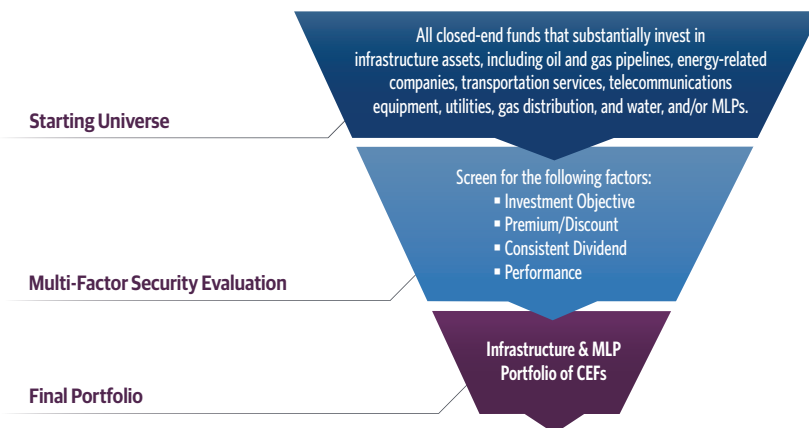 All closed-end funds that substantially invest in
infrastructure assets, including oil and gas pipelines, energy-related
companies, transportation services, telecommunications
equipment, utilities, gas distribution, and water, and/or MLPs.
Starting Universe
Screen for the following factors:
▪ Investment Objective
▪ Premium/Discount
▪ Consistent Dividend
▪ Performance
Multi-Factor Security Evaluation
Infrastructure & MLP
Portfolio of CEFs
Final Portfolio